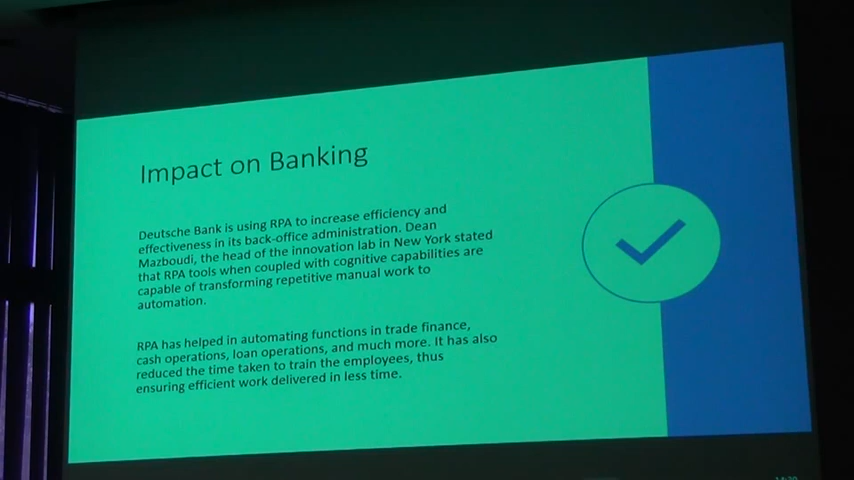 Impact on Banking
Deutsche Bank is using RPA to increase efficiency and
effectiveness in its back-office administration. Dean
Mazboudi, the head of the innovation lab in New York stated
that RPA tools when coupled with cognitive capabilities are
capable of transforming repetitive manual work to
automation.
RPA has helped in automating functions in trade finance,
cash operations, loan operations, and much more. It has also
reduced the time taken to train the employees, thus
ensuring efficient work delivered in less time.